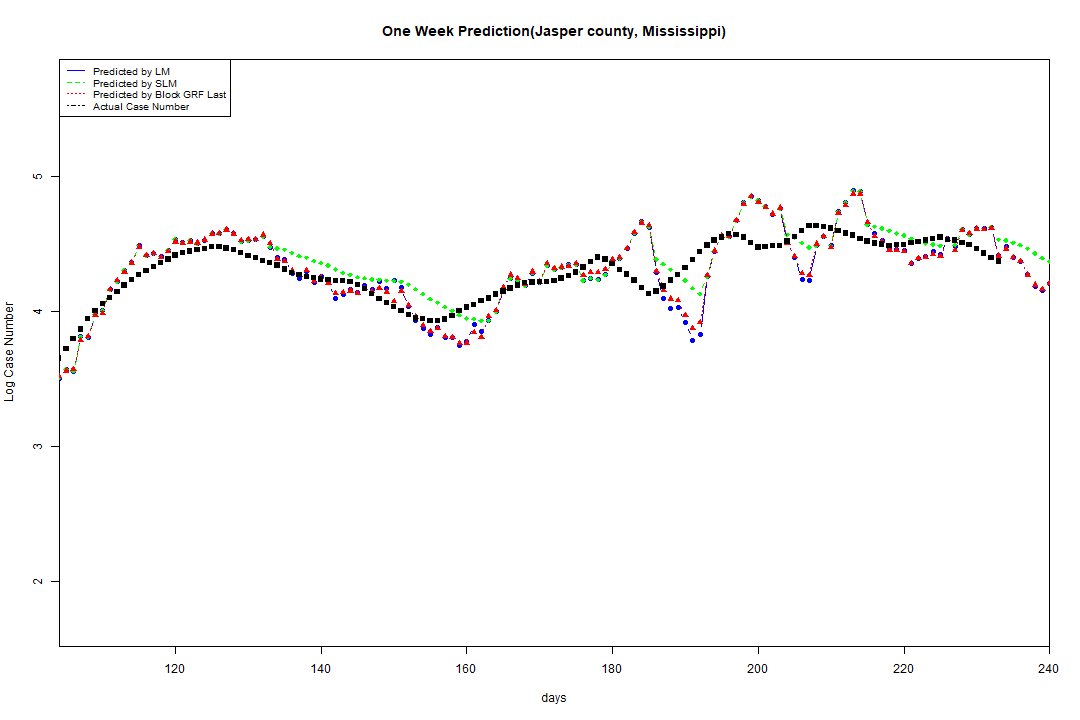 One Week Prediction(Jasper county, Mississippi)
Predicted by LM
Predicted by SLM
Predicted by Block GRF Last
Actual Case Number
Log Case Number
5
4
3
2
120 140 160 180 200 220 240
days